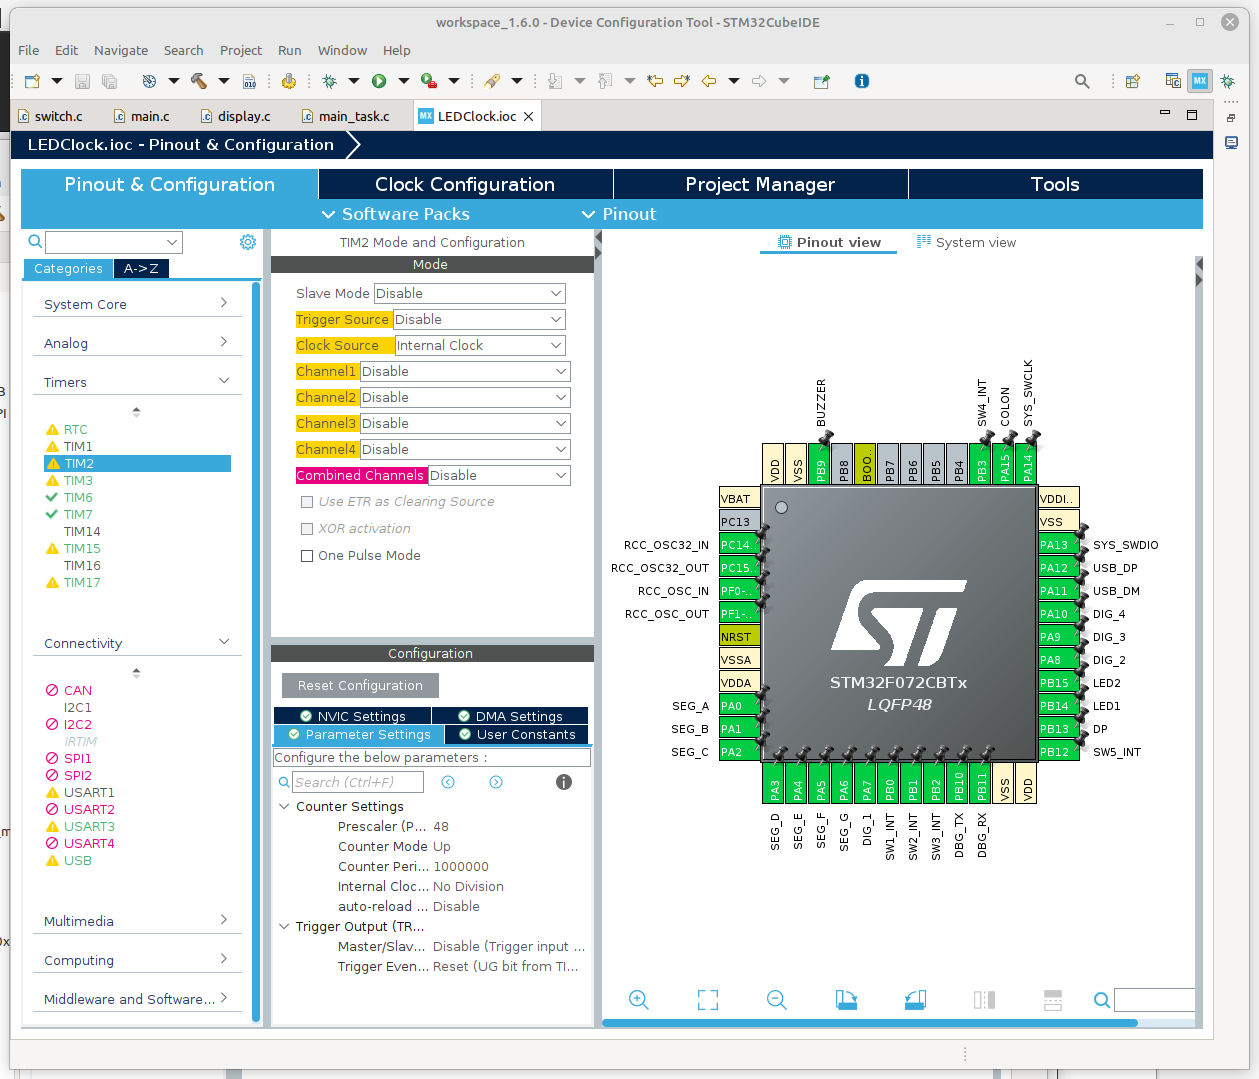 workspace_1.6.0 - Device Configuration Tool - STM32CubeIDE
File Edit Navigate Search Project Run Window Help
switch.c main.c display.c main_task.c MX LEDClock.ioc
LEDClock.ioc - Pinout & Configuration
Pinout & Configuration Clock Configuration Project Manager Tools
Software Packs Pinout
TIM2 Mode and Configuration
Pinout view System view
Categories A->Z
Mode
System Core
Analog
Timers
RTC
TIM1
TIM2
TIM3
TIM6
TIM7
TIM14
TIM15
TIM16
TIM17
Connectivity
CAN
I2C1
I2C2
IRTIM
SPI1
SPI2
USART1
USART2
USART3
USART4
USB
Multimedia
Computing
Middleware and Software...
Slave Mode Disable
Trigger Source Disable
Clock Source Internal Clock
Channel1 Disable
Channel2 Disable
Channel3 Disable
Channel4 Disable
Combined Channels Disable
Use ETR as Clearing Source
XOR activation
One Pulse Mode
Configuration
Reset Configuration
NVIC Settings DMA Settings
Parameter Settings User Constants
Configure the below parameters :
Search (Ctrl+F)
Counter Settings
Prescaler (P... 48
Counter Mode Up
Counter Peri... 1000000
Internal Cloc... No Division
auto-reload ... Disable
Trigger Output (TR...
Master/Slav... Disable (Trigger input ...
Trigger Even... Reset (UG bit from TI...
BUZZER SW4_INT COLON SYS_SWCLK
VDD VSS PB9 PB8 BOO.. PB7 PB6 PB5 PB4 PB3 PA15 PA14
VBAT
PC13
RCC_OSC32_IN PC14..
RCC_OSC32_OUT PC15..
RCC_OSC_IN PF0-..
RCC_OSC_OUT PF1-..
NRST
VSSA
VDDA
SEG_A PA0
SEG_B PA1
SEG_C PA2
ST
STM32F072CBTx
LQFP48
VDDI..
VSS
PA13 SYS_SWDIO
PA12 USB_DP
PA11 USB_DM
PA10 DIG_4
PA9 DIG_3
PA8 DIG_2
PB15 LED2
PB14 LED1
PB13 DP
PB12 SW5_INT
PA3 PA4 PA5 PA6 PA7 PB0 PB1 PB2 PB10 PB11 VSS VDD
SEG_D SEG_E SEG_F SEG_G DIG_1 SW1_INT SW2_INT SW3_INT DBG_TX DBG_RX